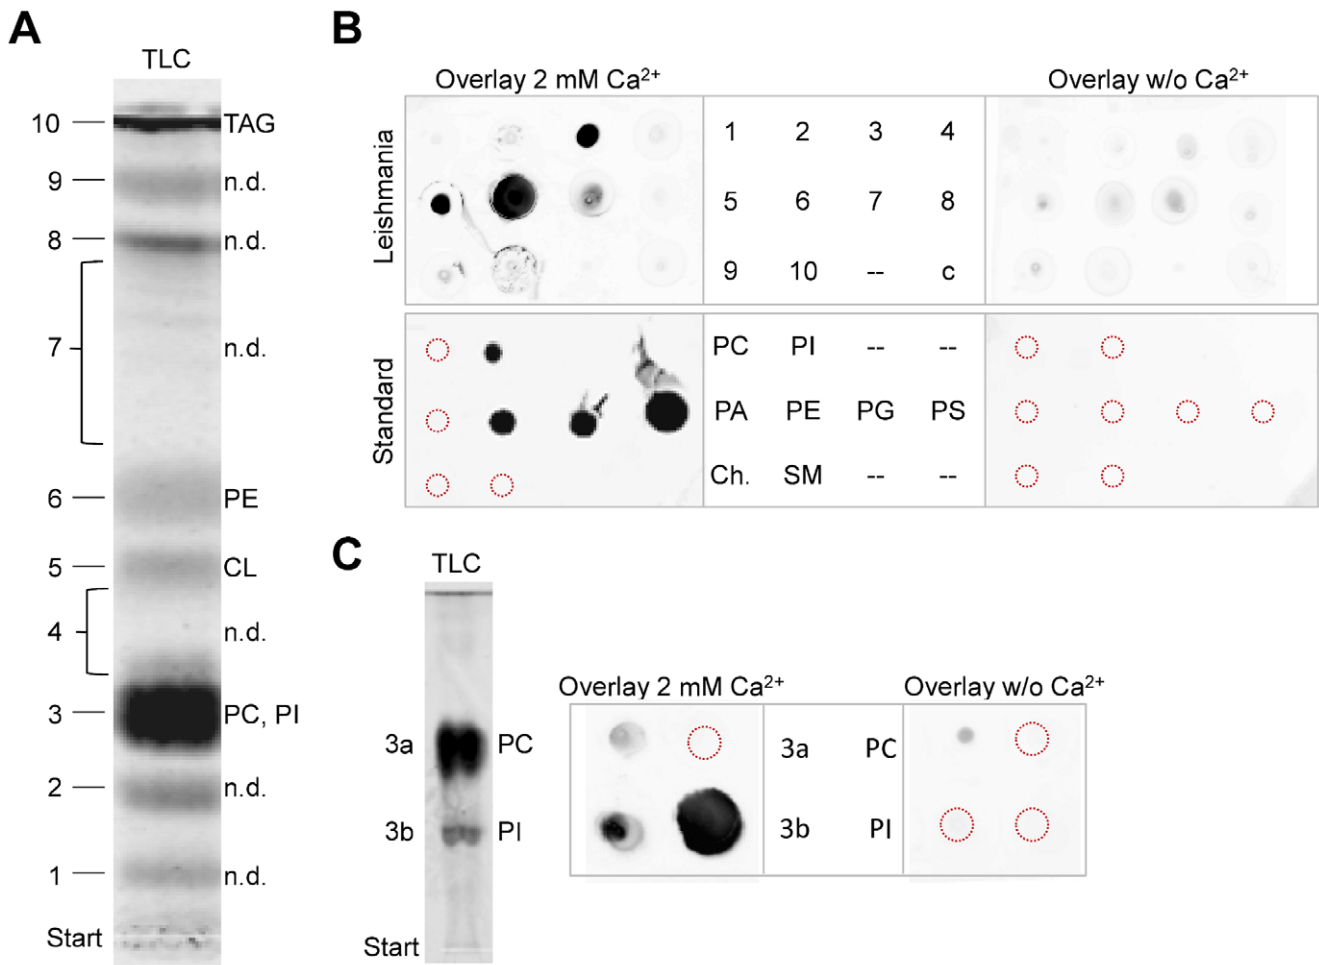 A
TLC
10 TAG
9 n.d.
8 n.d.
7 n.d.
6 PE
5 CL
4 n.d.
3 PC, PI
2 n.d.
1 n.d.
Start
B
Overlay 2 mM Ca²⁺ Overlay w/o Ca²⁺
Leishmania
1 2 3 4
5 6 7 8
9 10 -- c
Standard
PC PI -- --
PA PE PG PS
Ch. SM -- --
C
TLC
3a PC
3b PI
Start
Overlay 2 mM Ca²⁺ Overlay w/o Ca²⁺
3a PC
3b PI